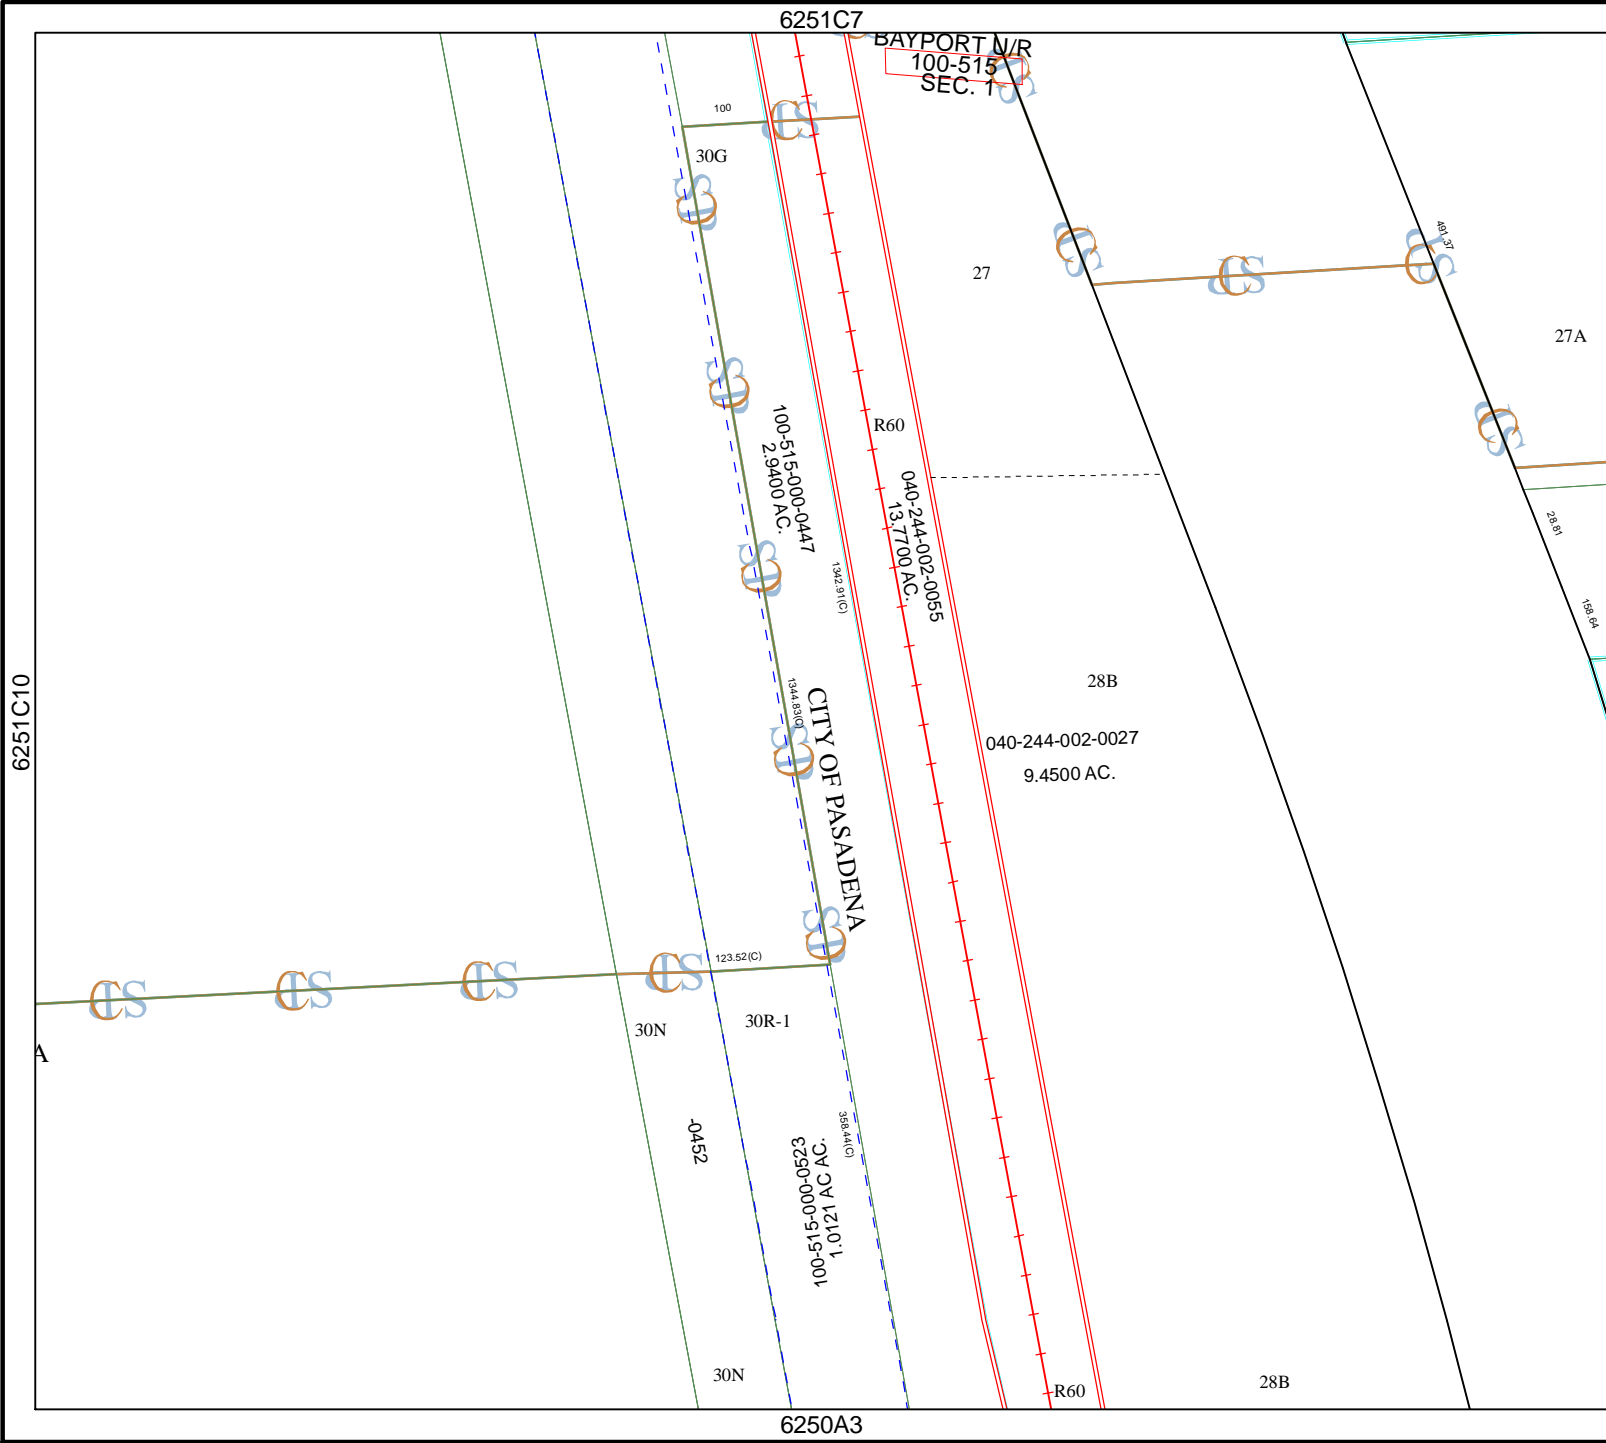 6251C7
BAYPORT U/R
100-515
SEC. 1
100
30G
491.37
27
27A
R60
100-515-000-0447
2.9400 AC.
040-244-002-0055
13.7700 AC.
28.81
1342.91(C)
158.64
28B
1344.83(C)
CITY OF PASADENA
6251C10
040-244-002-0027
9.4500 AC.
123.52(C)
30N
30R-1
A
-0452
358.44(C)
100-515-000-0523
1.0121 AC AC.
30N
R60
28B
6250A3